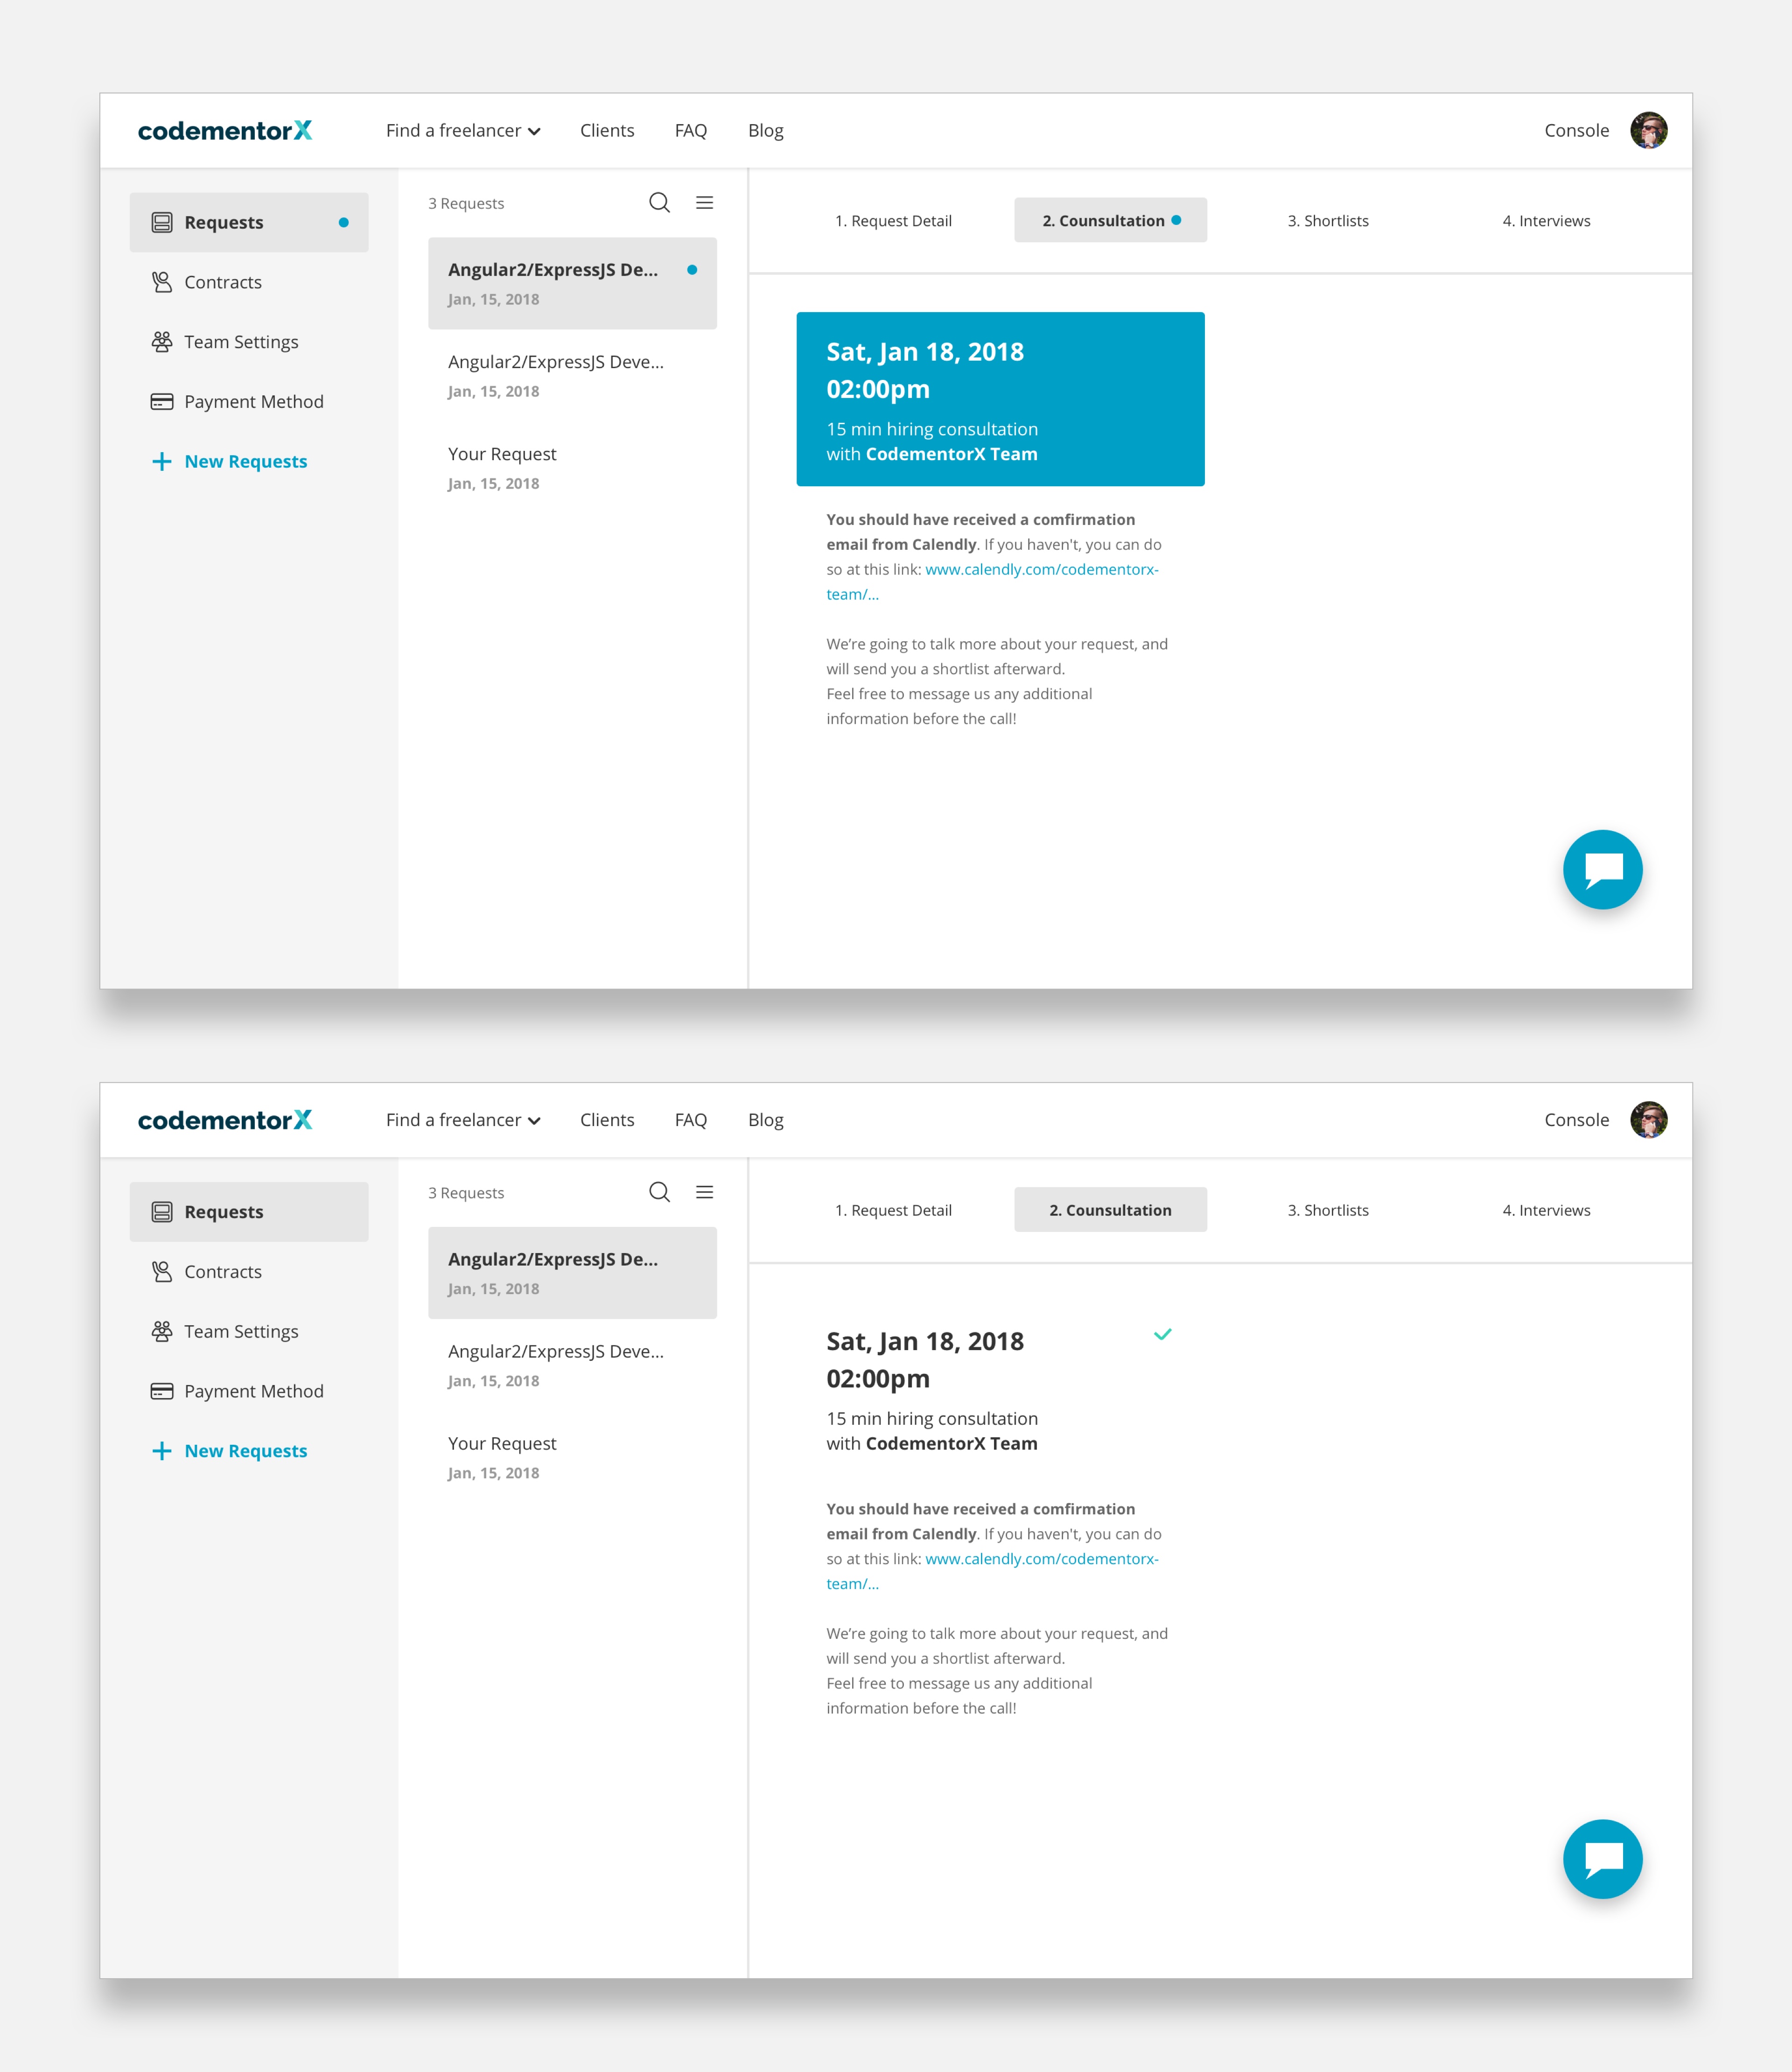 codementorX
Find a freelancer
Clients
FAQ
Blog
Console
Requests
Contracts
Team Settings
Payment Method
New Requests
3 Requests
Angular2/ExpressJS De...
Jan, 15, 2018
Angular2/ExpressJS Deve...
Jan, 15, 2018
Your Request
Jan, 15, 2018
1. Request Detail
2. Counsultation
3. Shortlists
4. Interviews
Sat, Jan 18, 2018
02:00pm
15 min hiring consultation
with CodementorX Team
You should have received a comfirmation
email from Calendly. If you haven't, you can do
so at this link: www.calendly.com/codementorx-
team/...
We’re going to talk more about your request, and
will send you a shortlist afterward.
Feel free to message us any additional
information before the call!
codementorX
Find a freelancer
Clients
FAQ
Blog
Console
Requests
Contracts
Team Settings
Payment Method
New Requests
3 Requests
Angular2/ExpressJS De...
Jan, 15, 2018
Angular2/ExpressJS Deve...
Jan, 15, 2018
Your Request
Jan, 15, 2018
1. Request Detail
2. Counsultation
3. Shortlists
4. Interviews
Sat, Jan 18, 2018
02:00pm
15 min hiring consultation
with CodementorX Team
You should have received a comfirmation
email from Calendly. If you haven't, you can do
so at this link: www.calendly.com/codementorx-
team/...
We’re going to talk more about your request, and
will send you a shortlist afterward.
Feel free to message us any additional
information before the call!